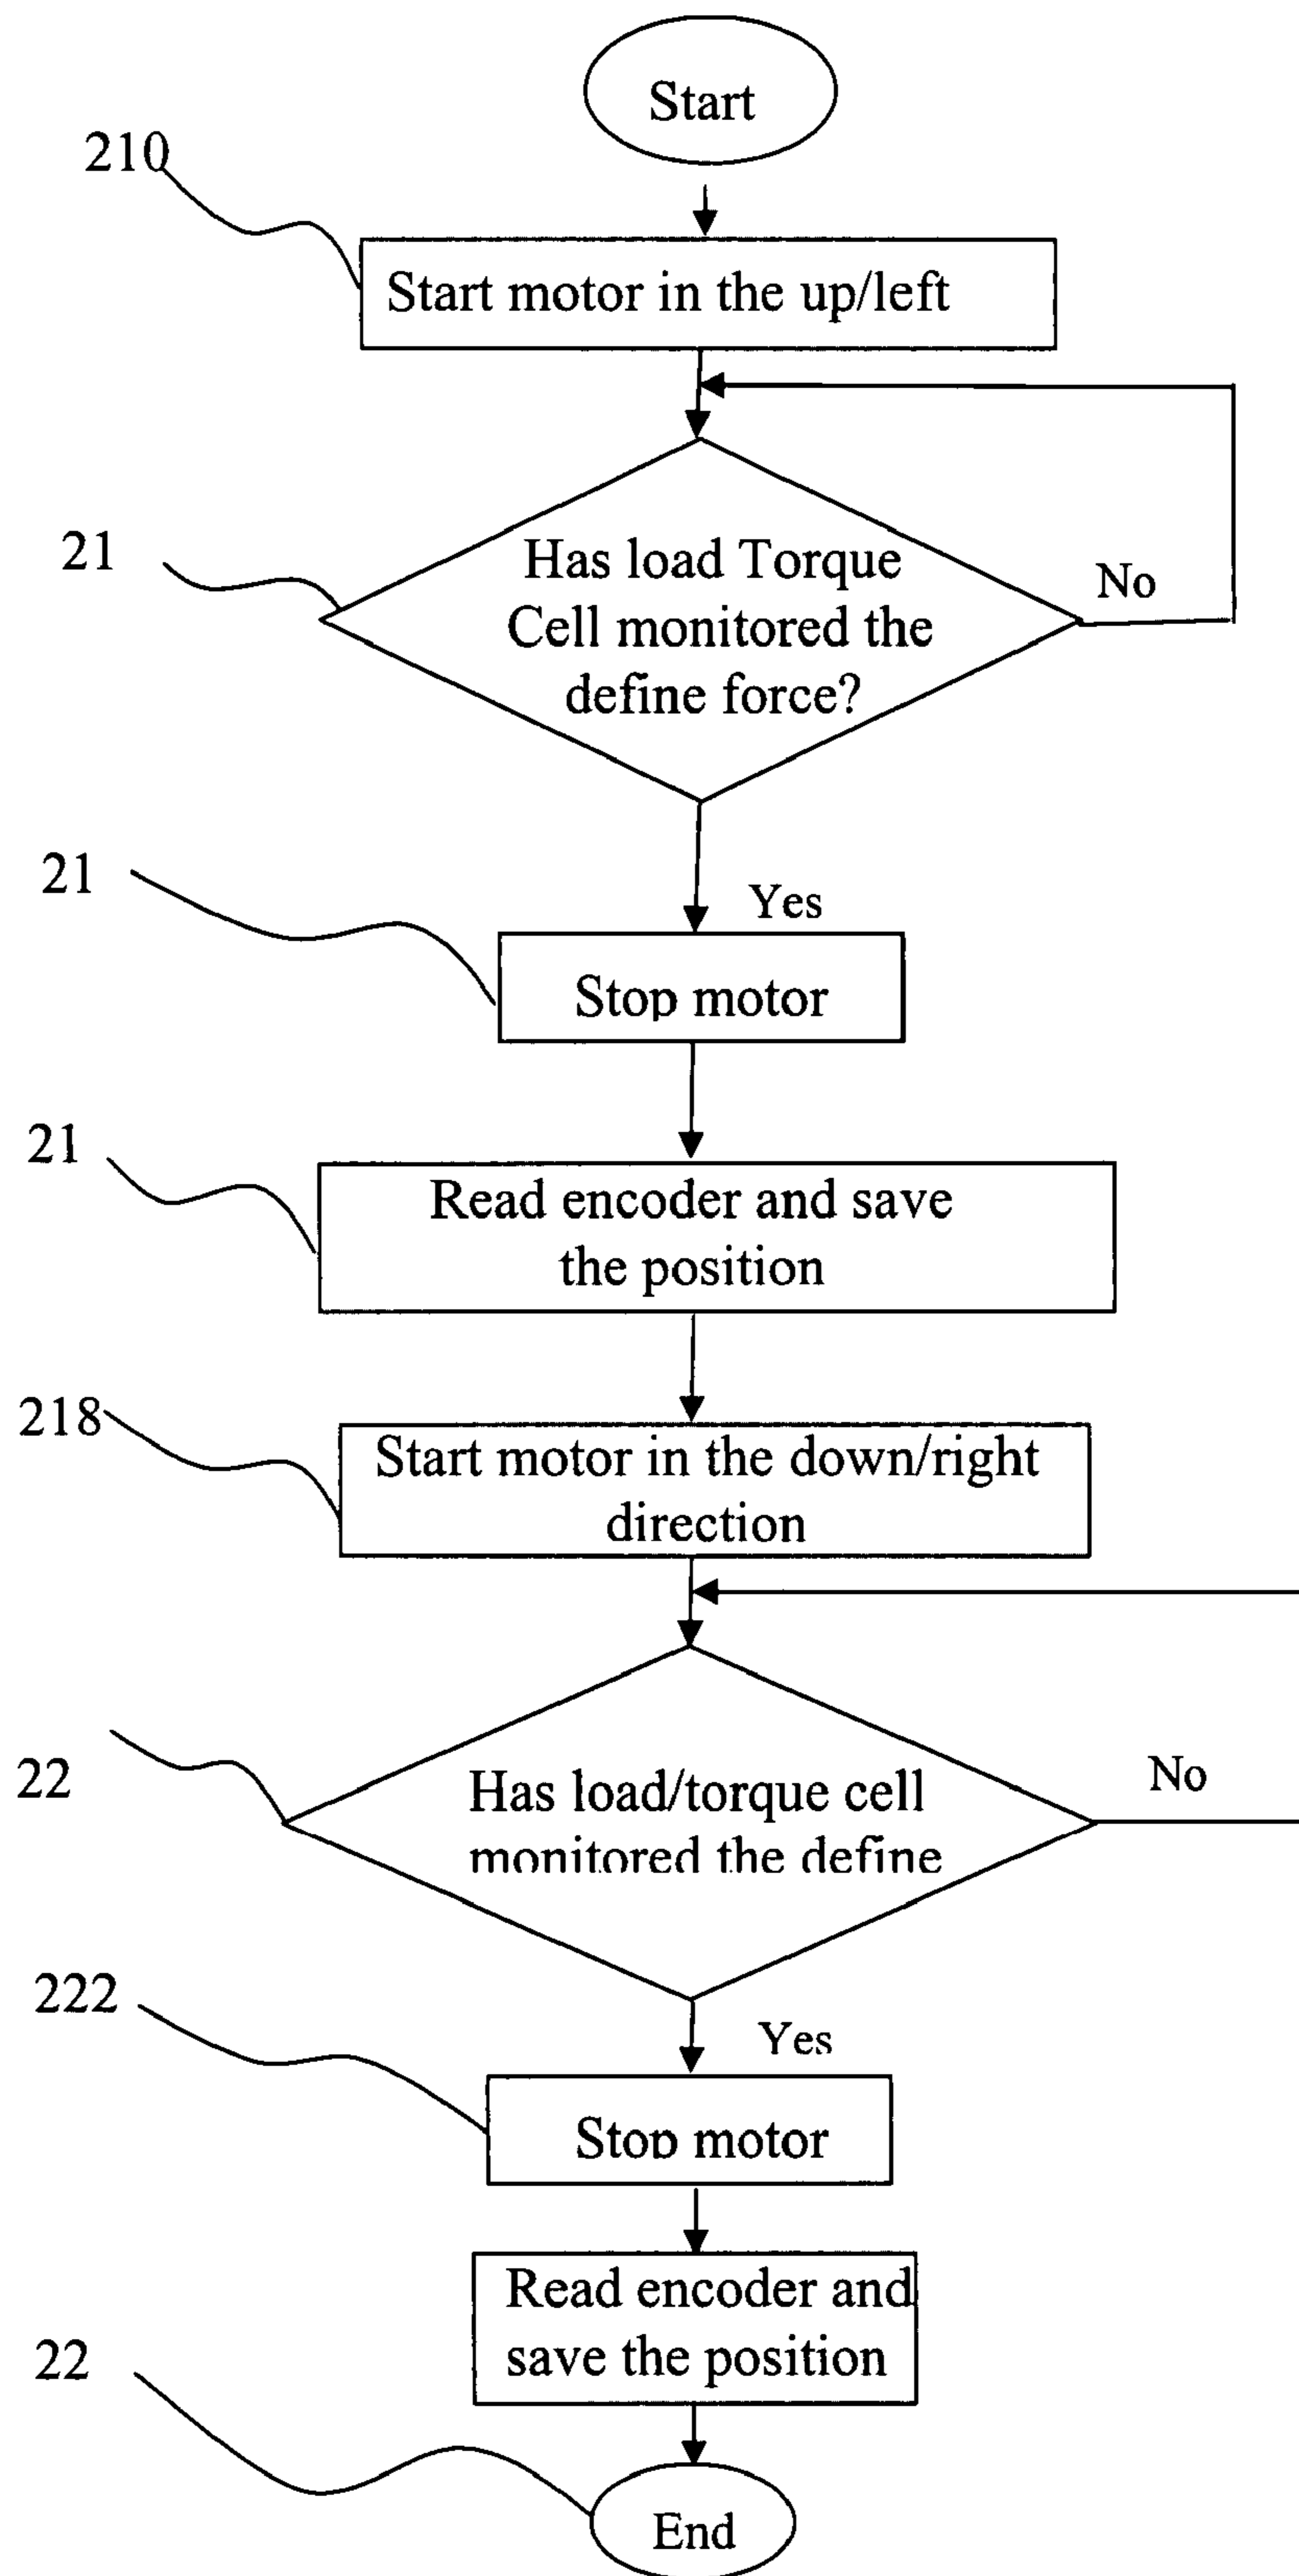 Start
210
Start motor in the up/left
21
Has load Torque
Cell monitored the
define force?
No
21
Yes
Stop motor
21
Read encoder and save
the position
218
Start motor in the down/right
direction
22
Has load/torque cell
monitored the define
No
222
Yes
Stop motor
Read encoder and
save the position
22
End